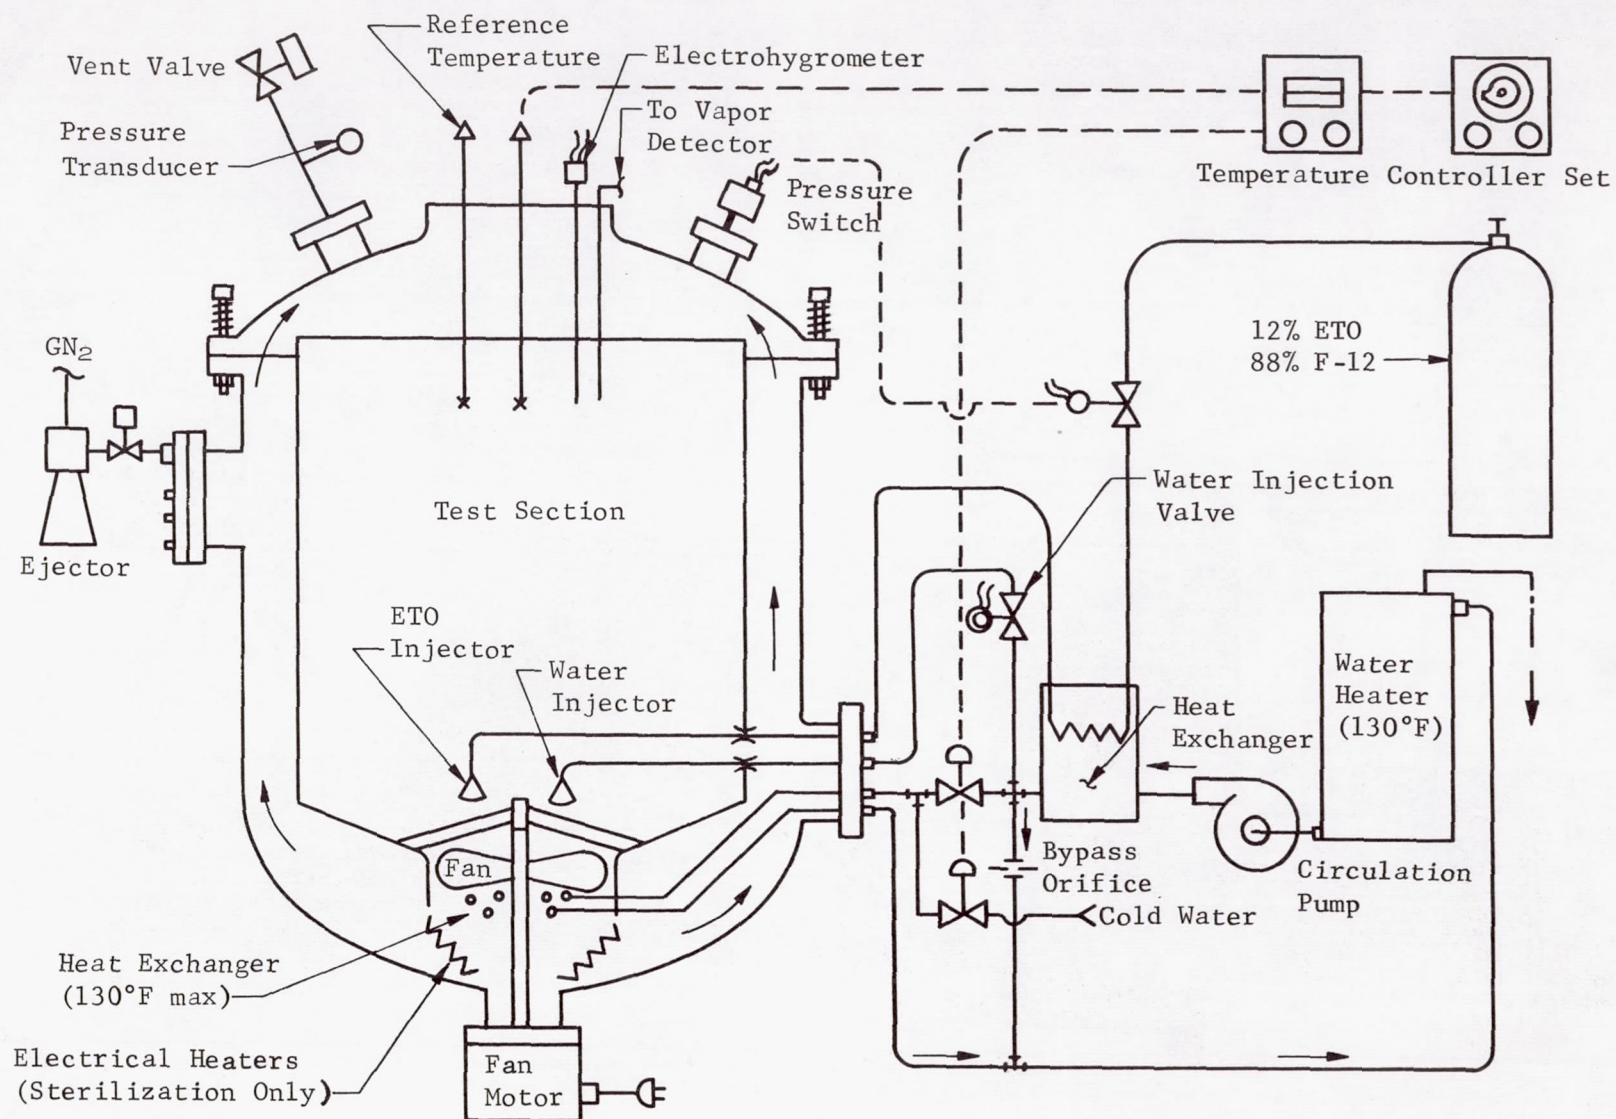 Reference
Temperature
Vent Valve
Electrohygrometer
To Vapor
Detector
Pressure
Transducer
Pressure
Switch
Temperature Controller Set
12% ETO
88% F-12
GN2
Water Injection
Valve
Test Section
Ejector
ETO
Injector
Water
Injector
Water
Heater
(130°F)
Heat
Exchanger
Fan
Bypass
Orifice
Circulation
Pump
Cold Water
Heat Exchanger
(130°F max)
Electrical Heaters
(Sterilization Only)
Fan
Motor